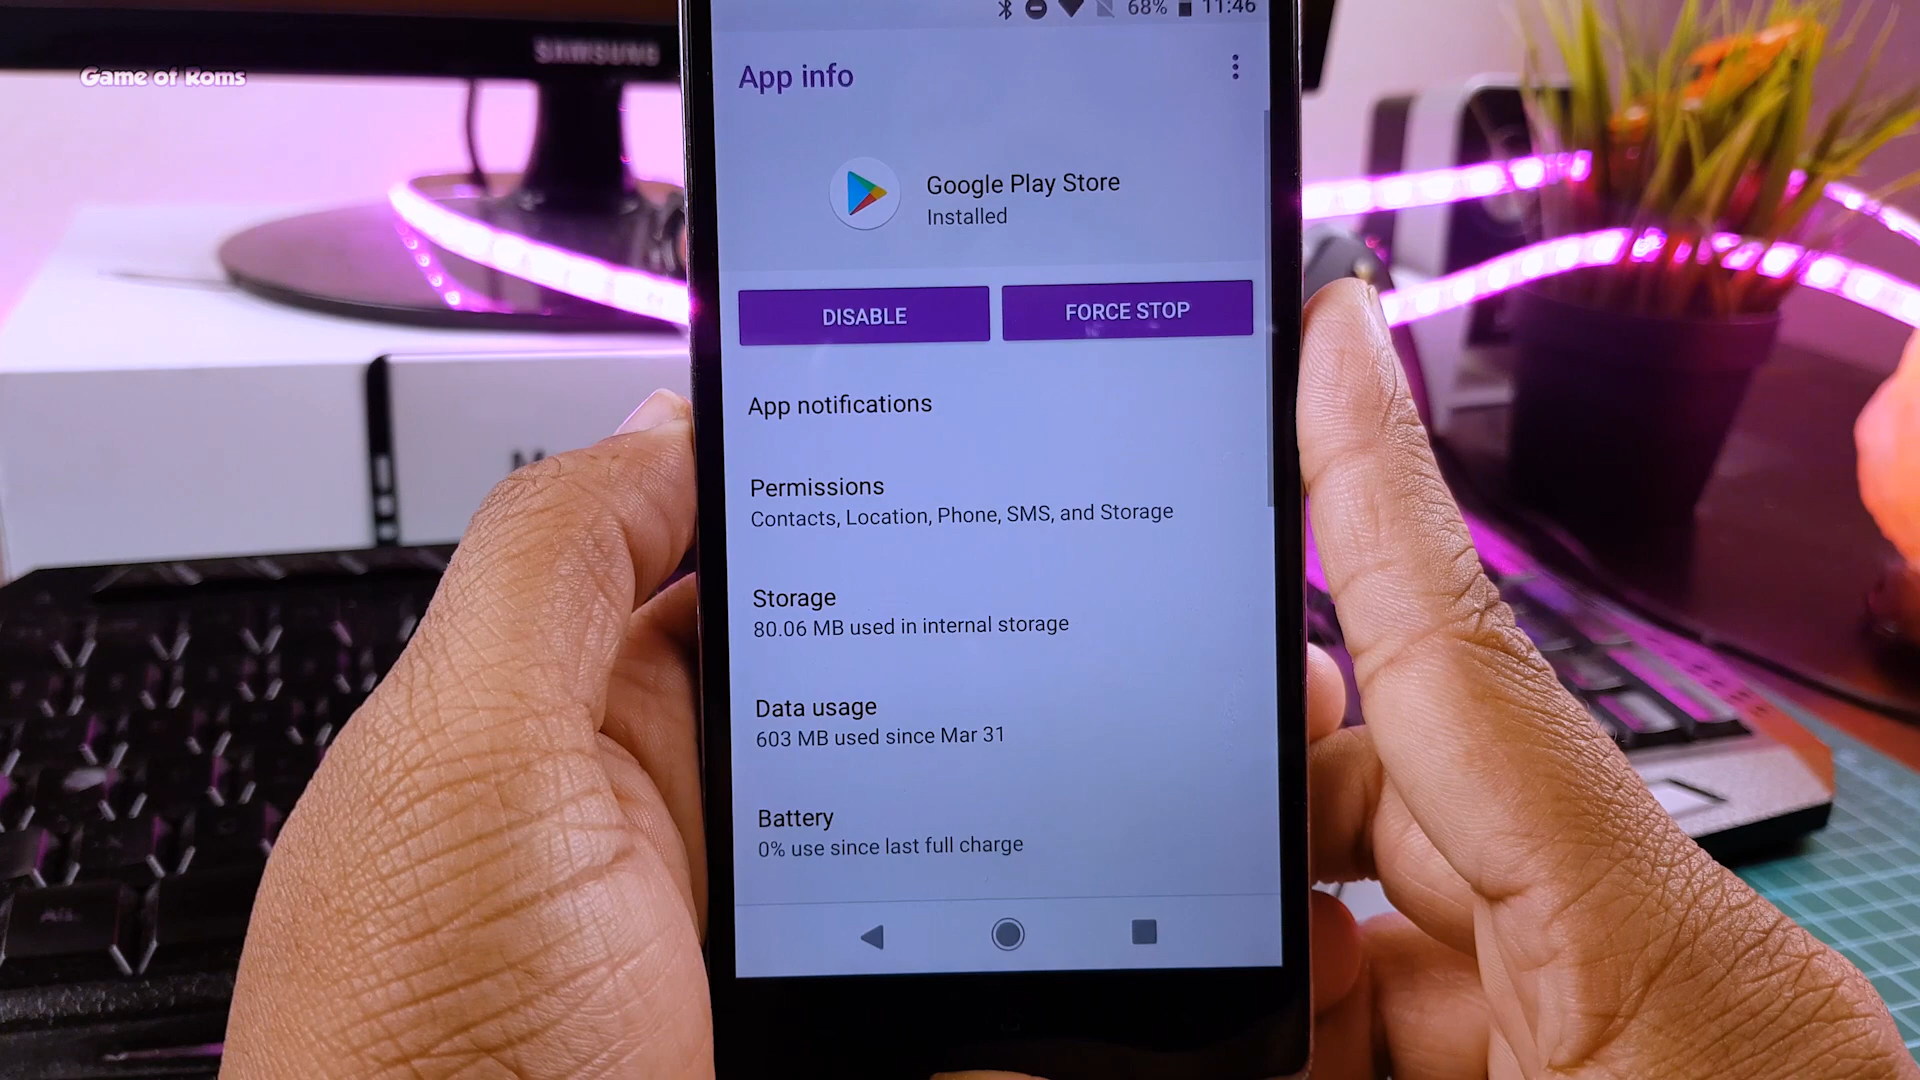 SAMSUNG
Game of Roms
68% 11:46
App info
Google Play Store
Installed
DISABLE
FORCE STOP
App notifications
Permissions
Contacts, Location, Phone, SMS, and Storage
Storage
80.06 MB used in internal storage
Data usage
603 MB used since Mar 31
Battery
0% use since last full charge